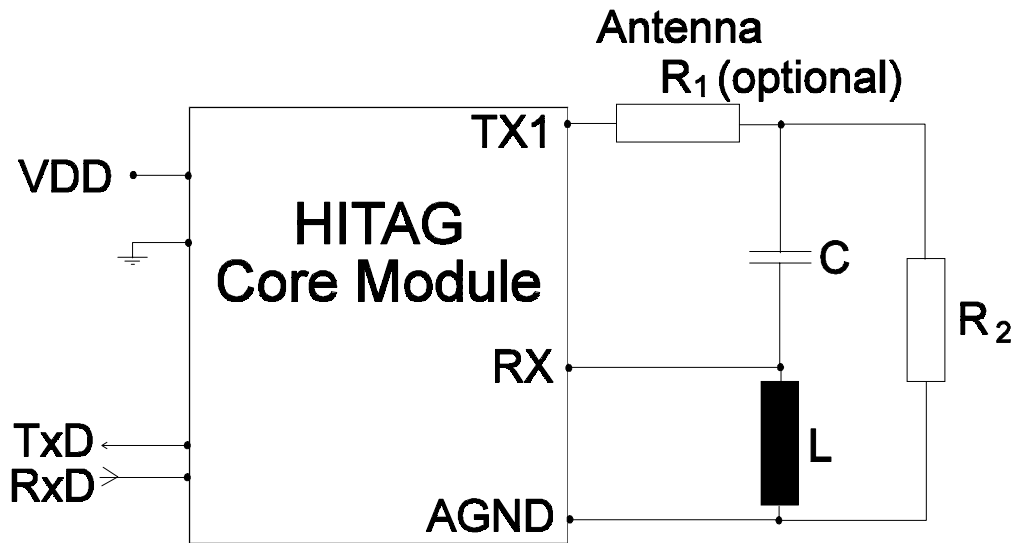 Antenna
R1 (optional)
TX1
VDD
HITAG
Core Module
C
R2
RX
TxD
L
RxD
AGND